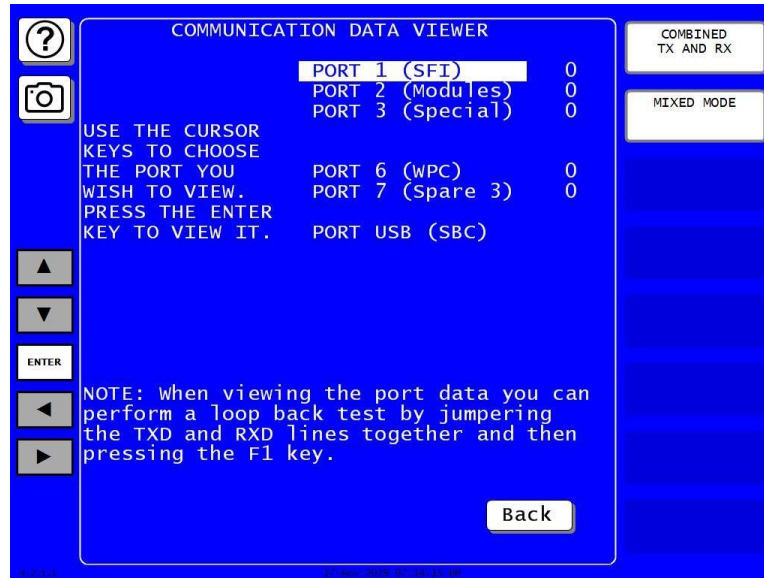 ?
COMMUNICATION DATA VIEWER
COMBINED
TX AND RX
PORT 1 (SFI) 0
PORT 2 (Modules) 0
PORT 3 (Special) 0
MIXED MODE
USE THE CURSOR
KEYS TO CHOOSE
THE PORT YOU PORT 6 (WPC) 0
WISH TO VIEW. PORT 7 (Spare 3) 0
PRESS THE ENTER
KEY TO VIEW IT. PORT USB (SBC)
ENTER
NOTE: When viewing the port data you can
perform a loop back test by jumpering
the TXD and RXD lines together and then
pressing the F1 key.
Back